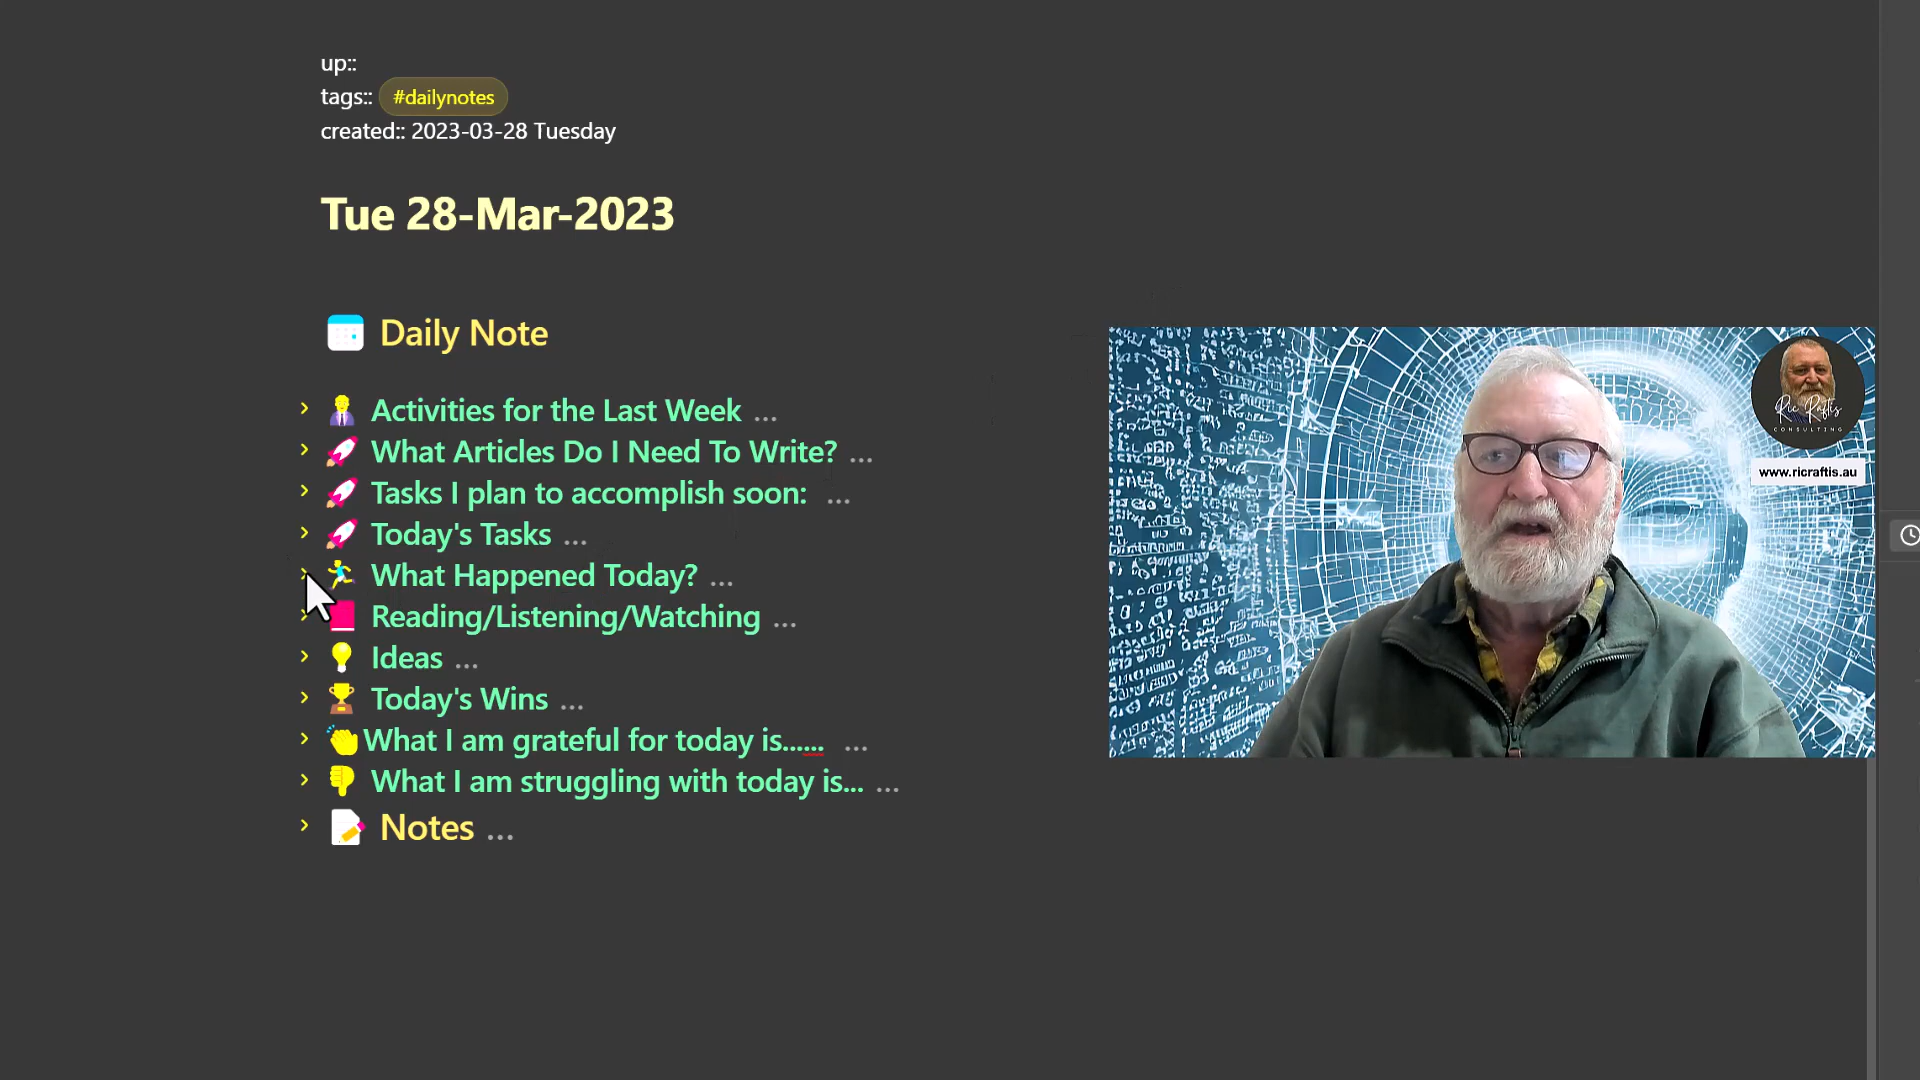 up::
tags:: #dailynotes
created:: 2023-03-28 Tuesday
Tue 28-Mar-2023
Daily Note
Activities for the Last Week ...
What Articles Do I Need To Write? ...
Tasks I plan to accomplish soon: ...
Today's Tasks ...
What Happened Today? ...
Reading/Listening/Watching ...
Ideas ...
Today's Wins ...
What I am grateful for today is...... ...
What I am struggling with today is... ...
Notes ...
Ric Raftis
CONSULTING
www.ricraftis.au